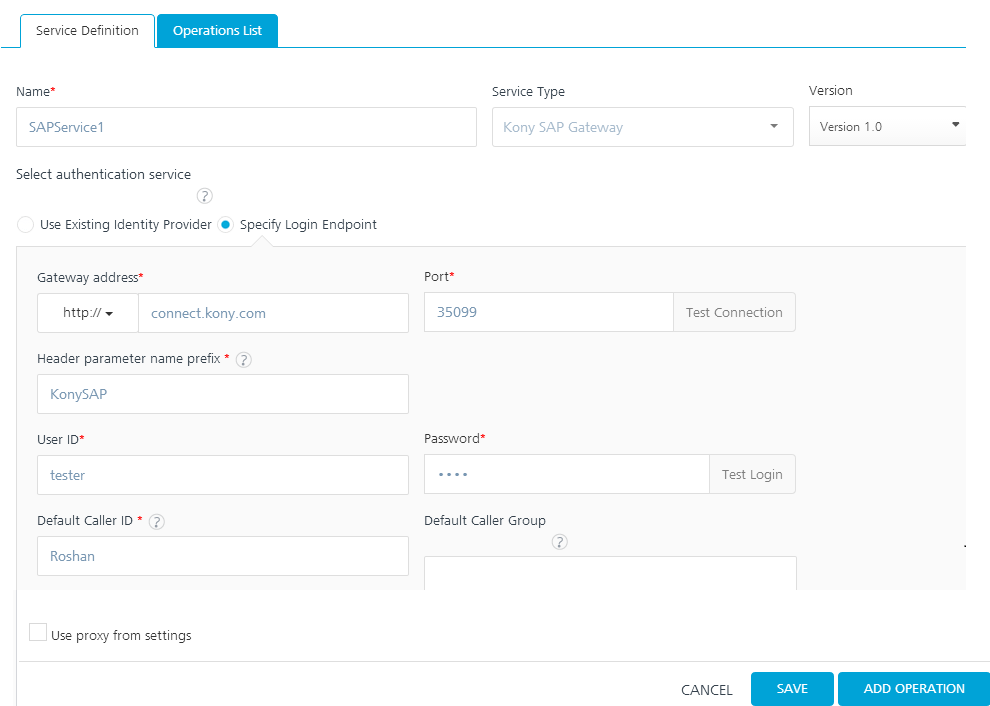 Service Definition Operations List
Name* Service Type Version
SAPService1 Kony SAP Gateway Version 1.0
Select authentication service
?
Use Existing Identity Provider Specify Login Endpoint
Gateway address* Port*
http:// connect.kony.com 35099 Test Connection
Header parameter name prefix * ?
KonySAP
User ID* Password*
tester •••• Test Login
Default Caller ID * ? Default Caller Group
?
Roshan
Use proxy from settings
CANCEL SAVE ADD OPERATION